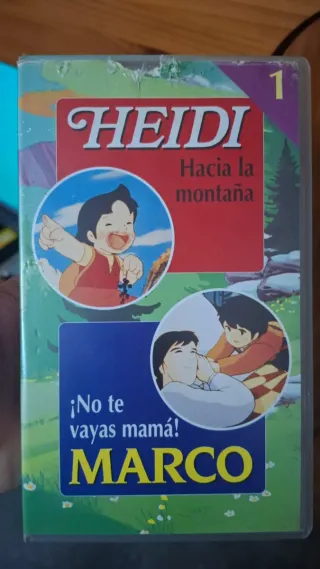 1
HEIDI
Hacia la
montaña
¡No te
vayas mamá!
MARCO